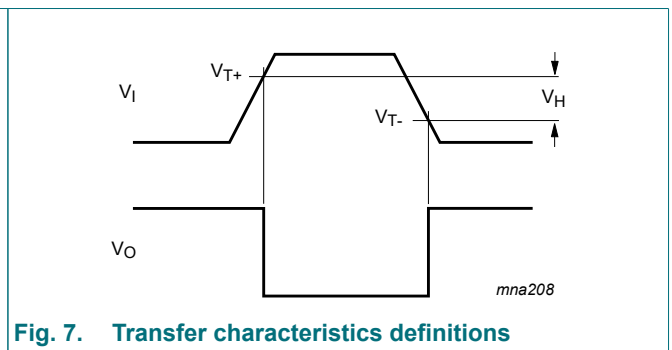 VT+
VI
VH
VT-
VO
mna208
Fig. 7. Transfer characteristics definitions